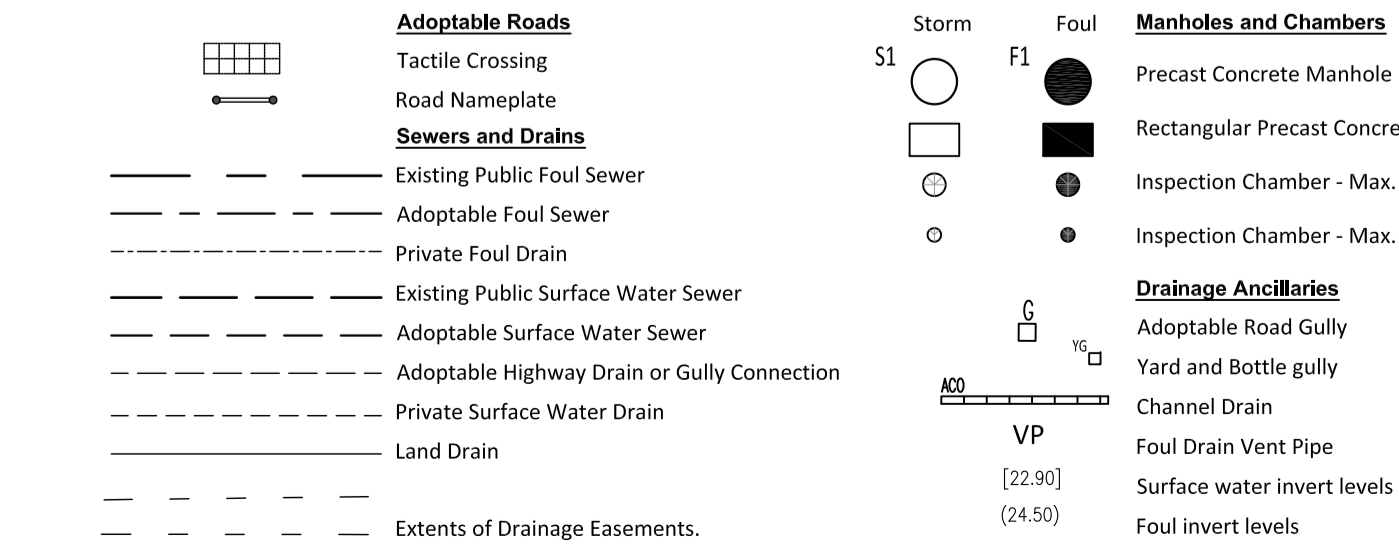 Adoptable Roads
Tactile Crossing
Road Nameplate
Sewers and Drains
Existing Public Foul Sewer
Adoptable Foul Sewer
Private Foul Drain
Existing Public Surface Water Sewer
Adoptable Surface Water Sewer
Adoptable Highway Drain or Gully Connection
Private Surface Water Drain
Land Drain
Extents of Drainage Easements.
Storm Foul Manholes and Chambers
S1 F1 Precast Concrete Manhole
Rectangular Precast Concre
Inspection Chamber - Max.
Inspection Chamber - Max.
Drainage Ancillaries
G Adoptable Road Gully
YG Yard and Bottle gully
ACO Channel Drain
VP Foul Drain Vent Pipe
[22.90] Surface water invert levels
(24.50) Foul invert levels